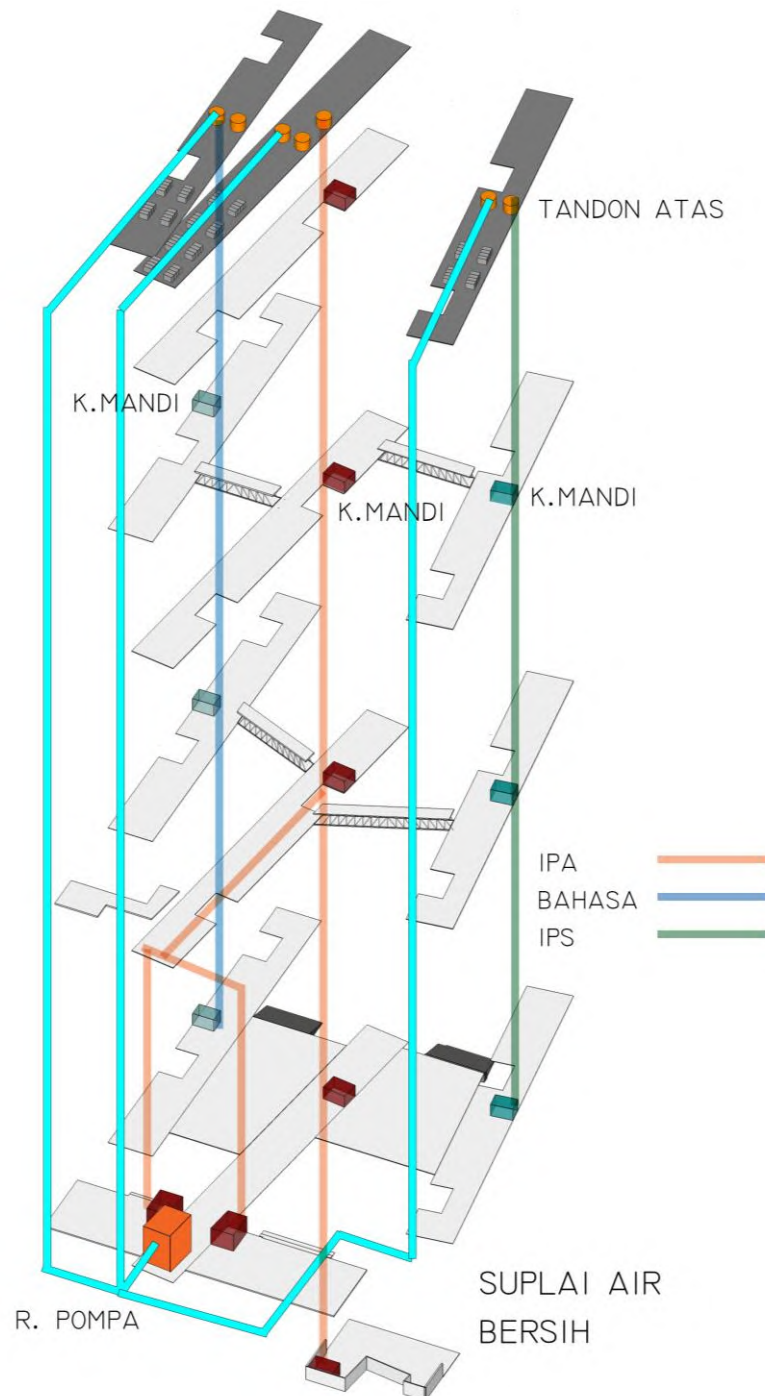 TANDON ATAS
K.MANDI
K.MANDI
K.MANDI
IPA
BAHASA
IPS
SUPLAI AIR
BERSIH
R. POMPA